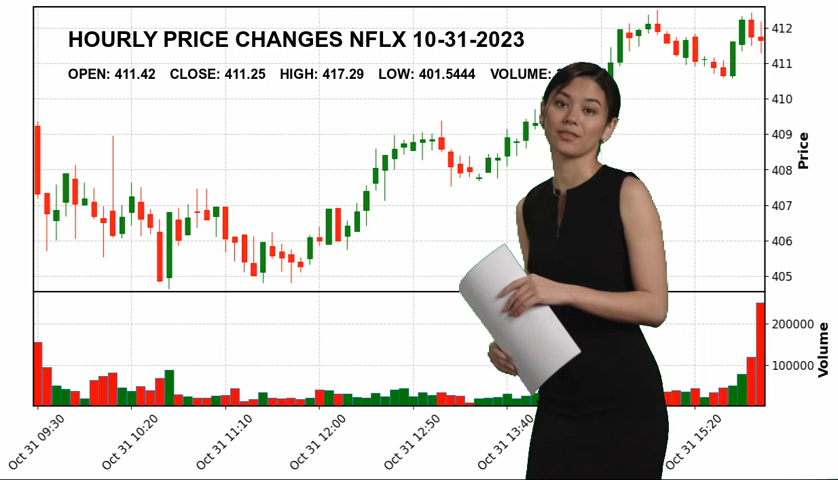 HOURLY PRICE CHANGES NFLX 10-31-2023
OPEN: 411.42 CLOSE: 411.25 HIGH: 417.29 LOW: 401.5444 VOLUME:
412
411
410
409
408
407
406
405
Price
200000
100000
Volume
Oct 31 09:30
Oct 31 10:20
Oct 31 11:10
Oct 31 12:00
Oct 31 12:50
Oct 31 13:40
Oct 31 15:20